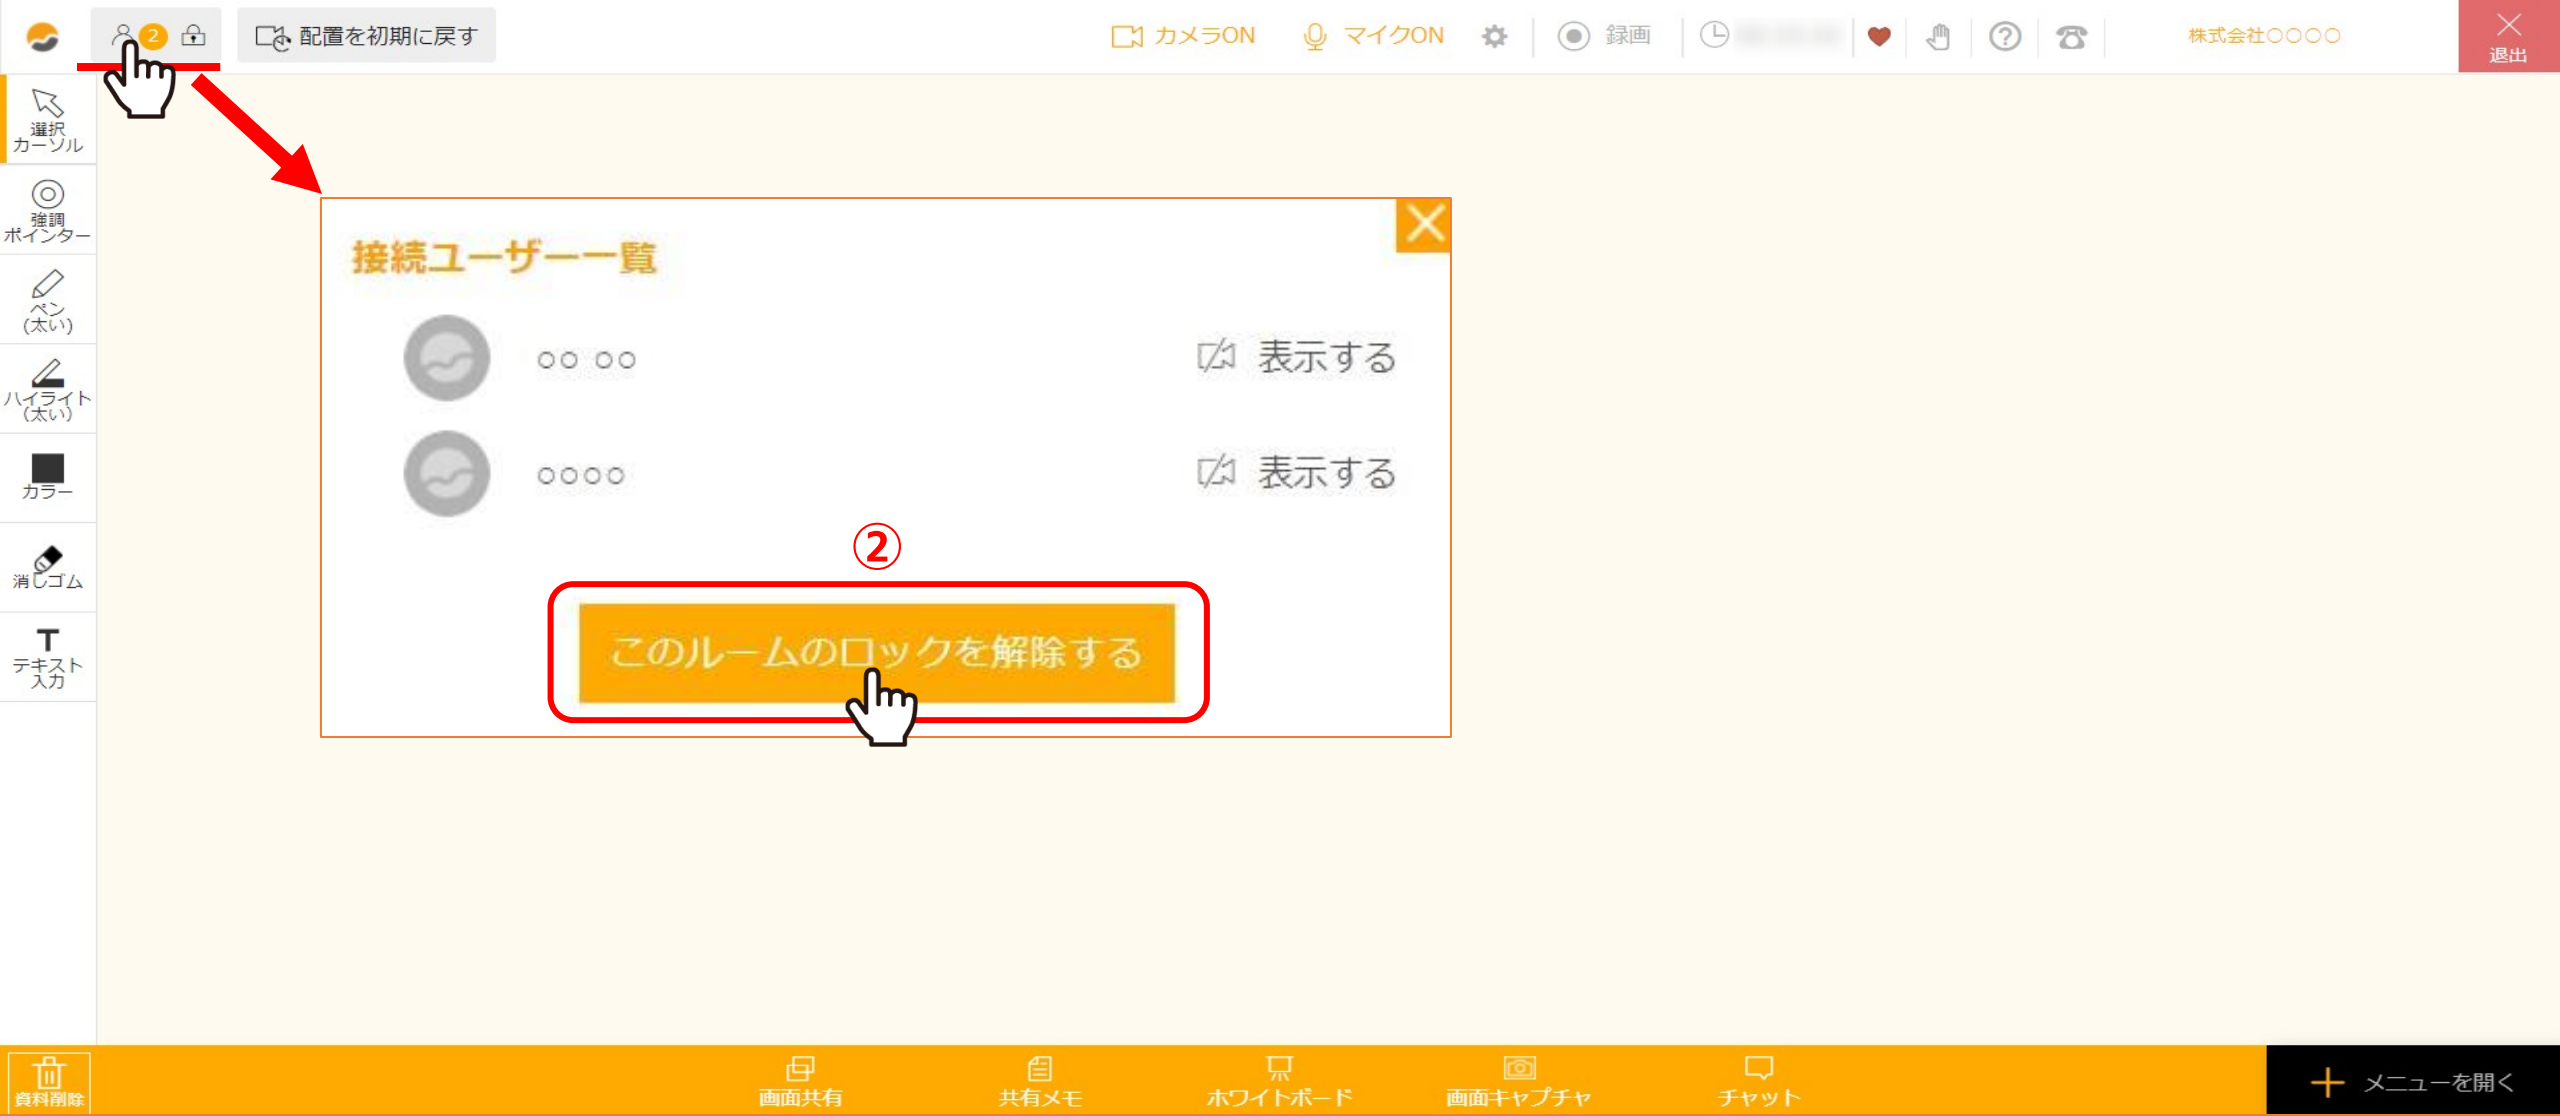 2
配置を初期に戻す
カメラON
マイクON
録画
株式会社○○○○
退出
選択
カーソル
強調
ポインター
ペン
(太い)
ハイライト
(太い)
カラー
消しゴム
T
テキスト
入力
接続ユーザー一覧
○○ ○○
表示する
○○○○
表示する
②
このルームのロックを解除する
資料削除
画面共有
共有メモ
ホワイトボード
画面キャプチャ
チャット
メニューを開く